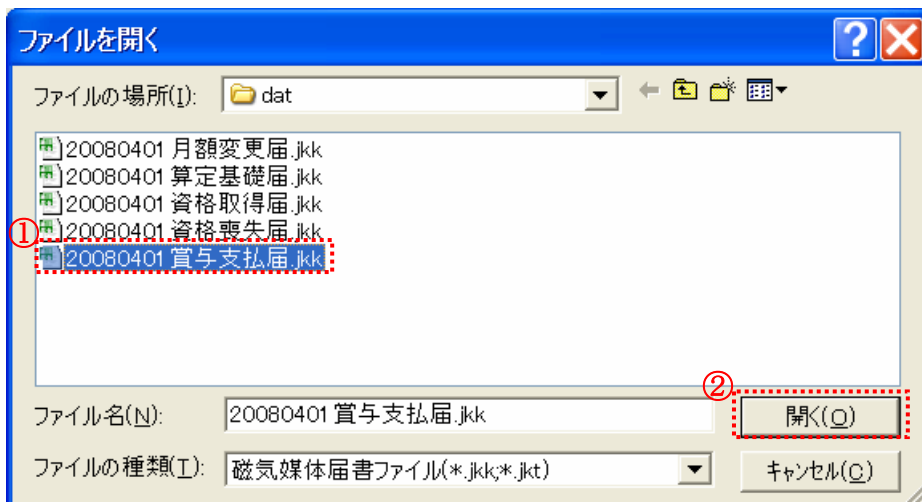 ファイルを開く
ファイルの場所(I): dat
20080401 月額変更届.jkk
20080401 算定基礎届.jkk
20080401 資格取得届.jkk
① 20080401 資格喪失届.jkk
20080401 賞与支払届.jkk
②
ファイル名(N): 20080401 賞与支払届.jkk 開く(O)
ファイルの種類(T): 磁気媒体届書ファイル(*.jkk;*.jkt) キャンセル(C)